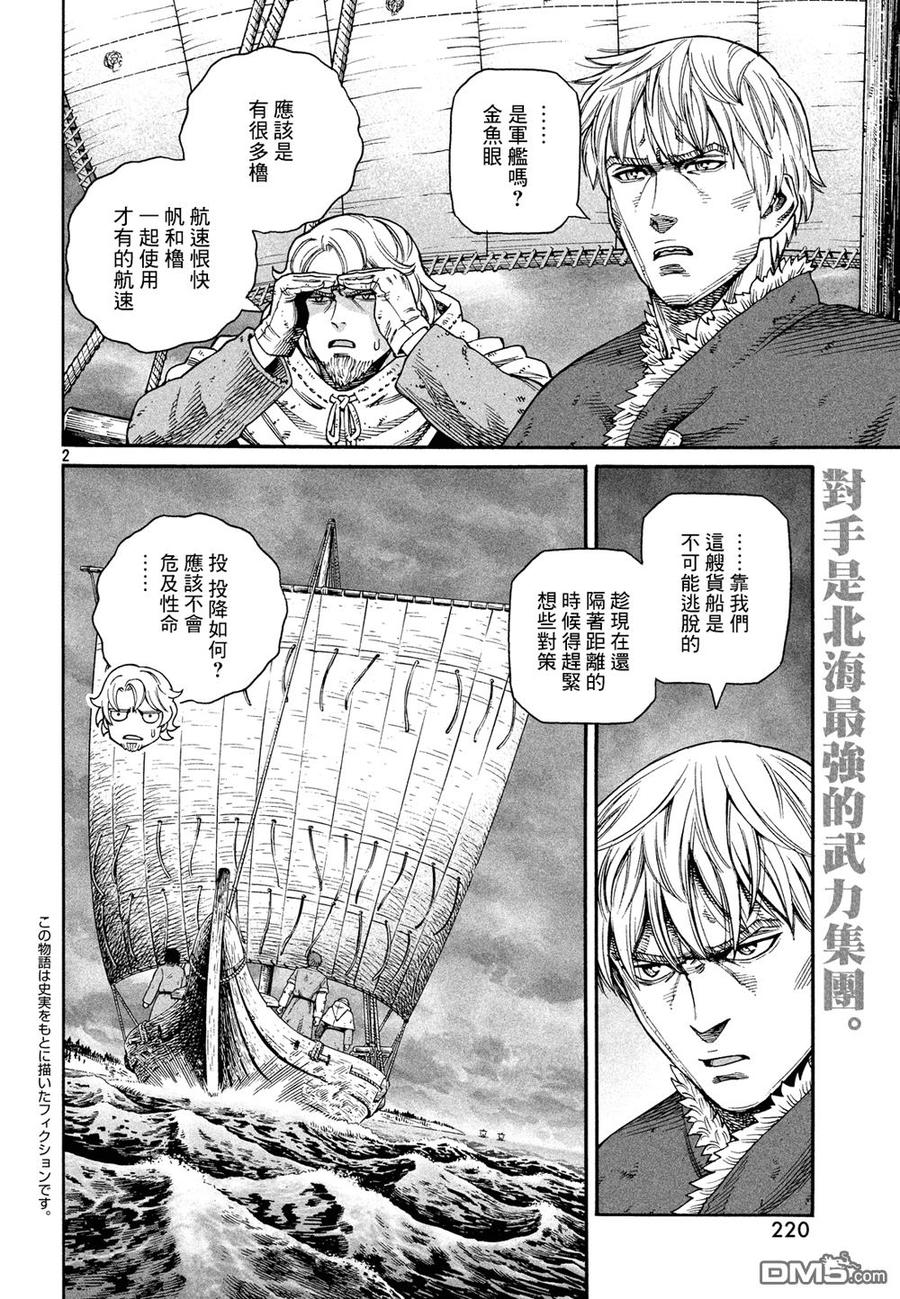 ……
是軍艦嗎？
金魚眼
應該是
有很多櫓
航速恨快
帆和櫓
一起使用
才有的航速
2
對手是北海最強的武力集團。
……靠我們
這艘貨船是
不可能逃脫的
趁現在還
隔著距離的
時候得趕緊
想些對策
投 投降如何？
應該不會
危及性命
……
この物語は史実をもとに描いたフィクションです。
220
DM5.com